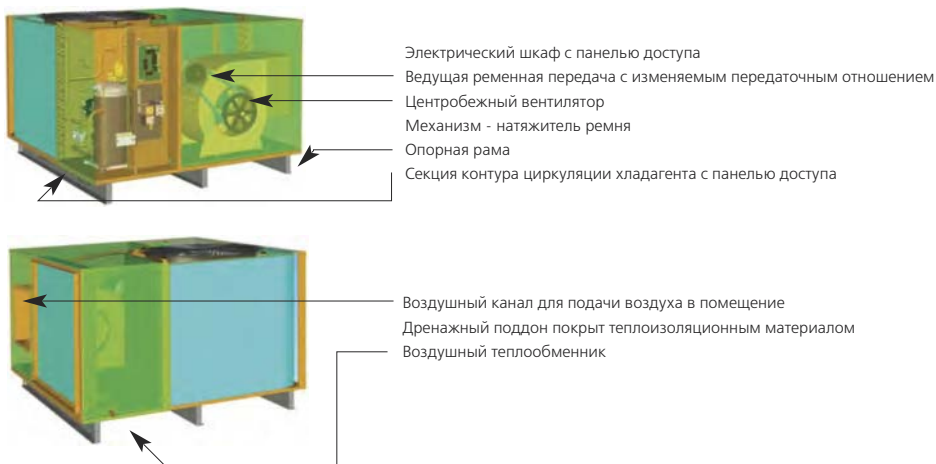 Электрический шкаф с панелью доступа
Ведущая ременная передача с изменяемым передаточным отношением
Центробежный вентилятор
Механизм - натяжитель ремня
Опорная рама
Секция контура циркуляции хладагента с панелью доступа
Воздушный канал для подачи воздуха в помещение
Дренажный поддон покрыт теплоизоляционным материалом
Воздушный теплообменник